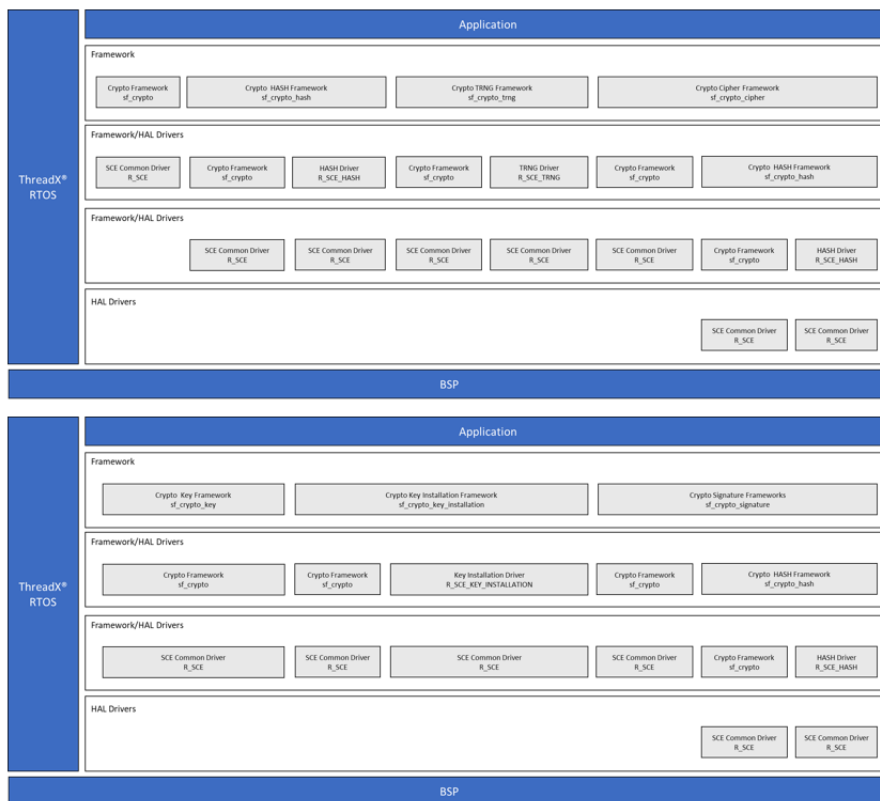 Application
Framework
Crypto Framework
sf_crypto
Crypto HASH Framework
sf_crypto_hash
Crypto TRNG Framework
sf_crypto_trng
Crypto Cipher Framework
sf_crypto_cipher
ThreadX®
RTOS
Framework/HAL Drivers
SCE Common Driver
R_SCE
Crypto Framework
sf_crypto
HASH Driver
R_SCE_HASH
Crypto Framework
sf_crypto
TRNG Driver
R_SCE_TRNG
Crypto Framework
sf_crypto
Crypto HASH Framework
sf_crypto_hash
Framework/HAL Drivers
SCE Common Driver
R_SCE
SCE Common Driver
R_SCE
SCE Common Driver
R_SCE
SCE Common Driver
R_SCE
SCE Common Driver
R_SCE
Crypto Framework
sf_crypto
HASH Driver
R_SCE_HASH
HAL Drivers
SCE Common Driver
R_SCE
SCE Common Driver
R_SCE
BSP
Application
Framework
Crypto Key Framework
sf_crypto_key
Crypto Key Installation Framework
sf_crypto_key_installation
Crypto Signature Frameworks
sf_crypto_signature
ThreadX®
RTOS
Framework/HAL Drivers
Crypto Framework
sf_crypto
Crypto Framework
sf_crypto
Key Installation Driver
R_SCE_KEY_INSTALLATION
Crypto Framework
sf_crypto
Crypto HASH Framework
sf_crypto_hash
Framework/HAL Drivers
SCE Common Driver
R_SCE
SCE Common Driver
R_SCE
SCE Common Driver
R_SCE
SCE Common Driver
R_SCE
Crypto Framework
sf_crypto
HASH Driver
R_SCE_HASH
HAL Drivers
SCE Common Driver
R_SCE
SCE Common Driver
R_SCE
BSP